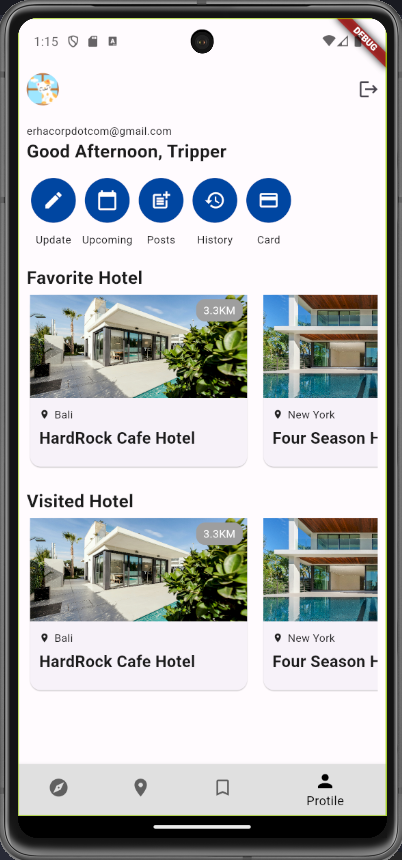 1:15
DEBUG
erhacorpdotcom@gmail.com
Good Afternoon, Tripper
Update Upcoming Posts History Card
Favorite Hotel
3.3KM
Bali
HardRock Cafe Hotel
New York
Four Season H
Visited Hotel
3.3KM
Bali
HardRock Cafe Hotel
New York
Four Season H
Protile